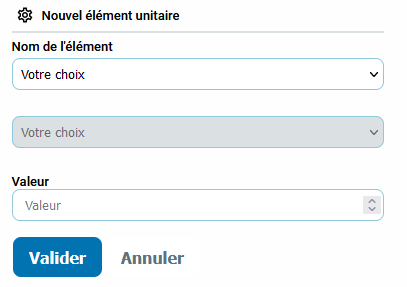 Nouvel élément unitaire
Nom de l'élément
Votre choix
Votre choix
Valeur
Valeur
Valider Annuler